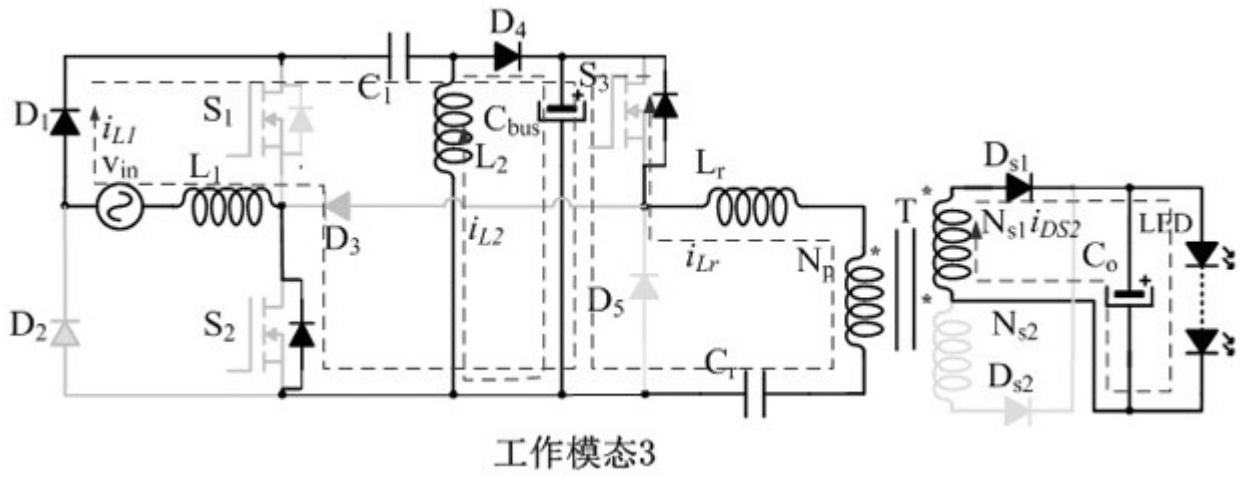 D4
C1
S1
S3
D1
iL1
Cbus
+
L2
vin
L1
Lr
Ds1
D3
iL2
iLr
T
*
Ns1
iDS2
LED
Np
*
Co
+
D5
*
D2
S2
Ns2
Cr
Ds2
工作模态3